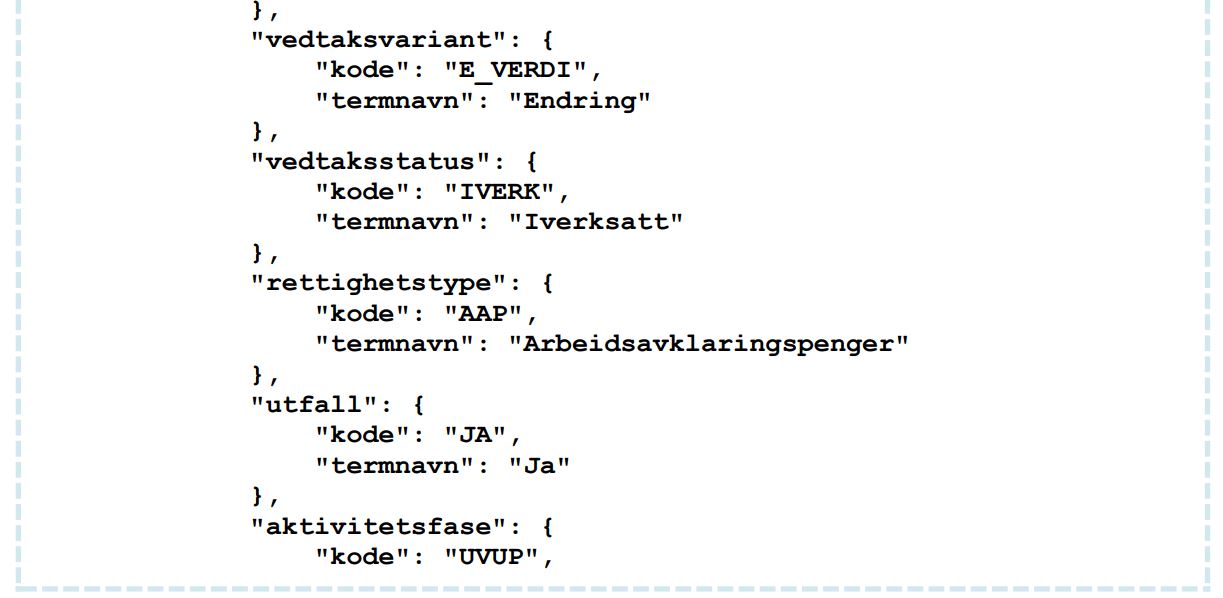 },
"vedtaksvariant": {
"kode": "E_VERDI",
"termnavn": "Endring"
},
"vedtaksstatus": {
"kode": "IVERK",
"termnavn": "Iverksatt"
},
"rettighetstype": {
"kode": "AAP",
"termnavn": "Arbeidsavklaringspenger"
},
"utfall": {
"kode": "JA",
"termnavn": "Ja"
},
"aktivitetsfase": {
"kode": "UVUP",